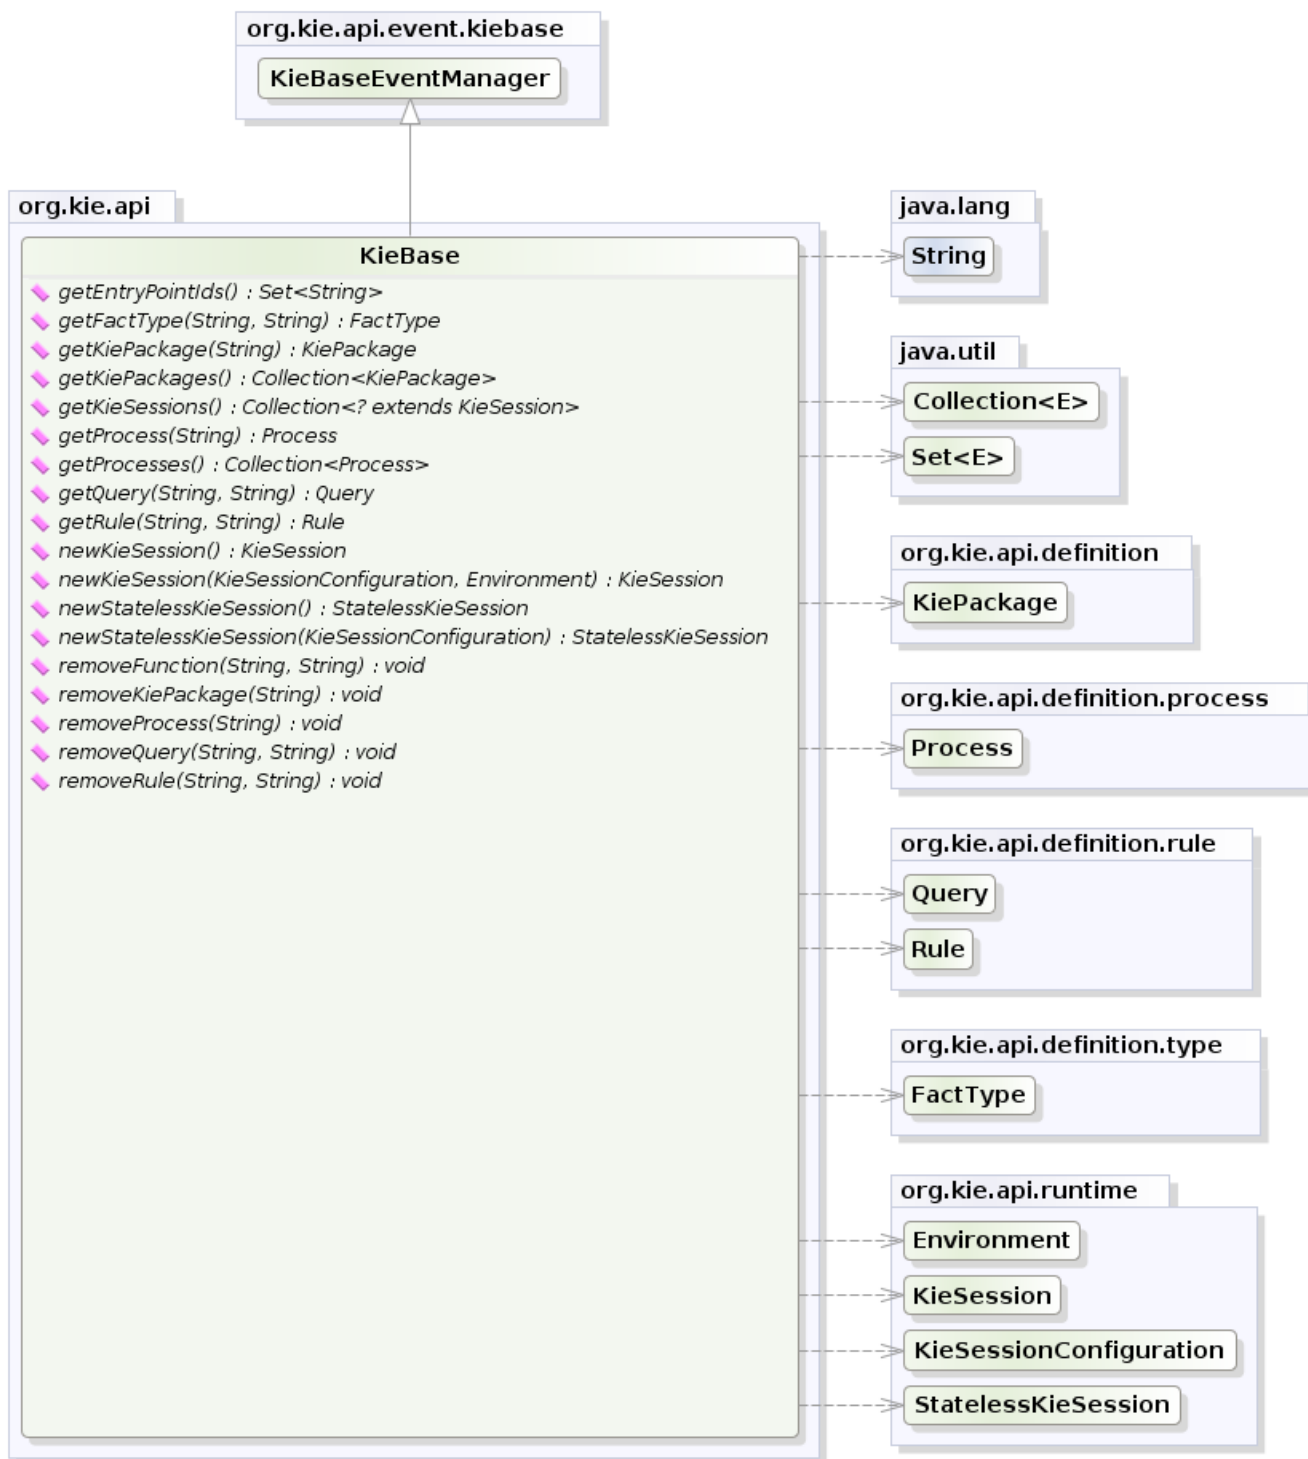 org.kie.api.event.kiebase
KieBaseEventManager
org.kie.api
KieBase
getEntryPointIds() : Set<String>
getFactType(String, String) : FactType
getKiePackage(String) : KiePackage
getKiePackages() : Collection<KiePackage>
getKieSessions() : Collection<? extends KieSession>
getProcess(String) : Process
getProcesses() : Collection<Process>
getQuery(String, String) : Query
getRule(String, String) : Rule
newKieSession() : KieSession
newKieSession(KieSessionConfiguration, Environment) : KieSession
newStatelessKieSession() : StatelessKieSession
newStatelessKieSession(KieSessionConfiguration) : StatelessKieSession
removeFunction(String, String) : void
removeKiePackage(String) : void
removeProcess(String) : void
removeQuery(String, String) : void
removeRule(String, String) : void
java.lang
String
java.util
Collection<E>
Set<E>
org.kie.api.definition
KiePackage
org.kie.api.definition.process
Process
org.kie.api.definition.rule
Query
Rule
org.kie.api.definition.type
FactType
org.kie.api.runtime
Environment
KieSession
KieSessionConfiguration
StatelessKieSession